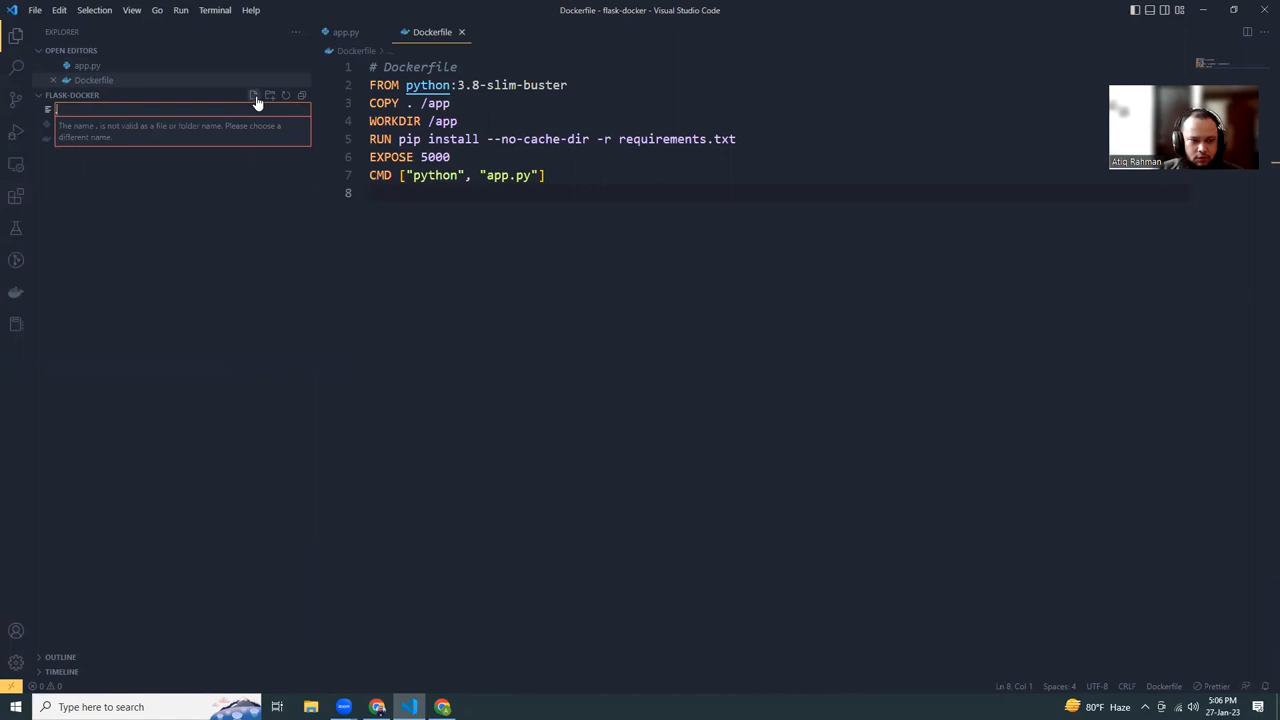 File Edit Selection View Go Run Terminal Help
Dockerfile - flask-docker - Visual Studio Code
EXPLORER
OPEN EDITORS
app.py
Dockerfile
FLASK-DOCKER
The name . is not valid as a file or folder name. Please choose a
different name.
app.py
Dockerfile
Dockerfile ...
1 # Dockerfile
2 FROM python:3.8-slim-buster
3 COPY . /app
4 WORKDIR /app
5 RUN pip install --no-cache-dir -r requirements.txt
6 EXPOSE 5000
7 CMD ["python", "app.py"]
8
Atiq Rahman
OUTLINE
TIMELINE
0 0
Ln 8, Col 1 Spaces: 4 UTF-8 CRLF Dockerfile Prettier
Type here to search
80°F Haze
5:06 PM
27-Jan-23